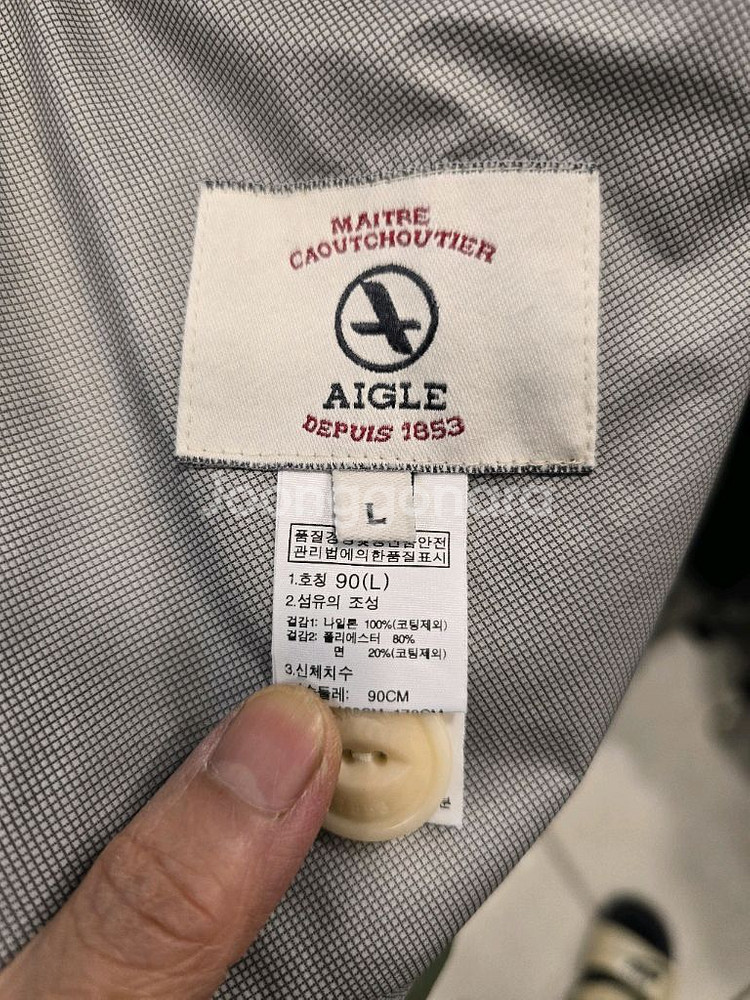 MAITRE
CAOUTCHOUTIER
AIGLE
DEPUIS 1853
L
품질경영및공산품안전
관리법에의한품질표시
1.호칭 90(L)
2.섬유의 조성
겉감1: 나일론 100%(코팅제외)
겉감2: 폴리에스터 80%
면 20%(코팅제외)
3.신체치수
90CM